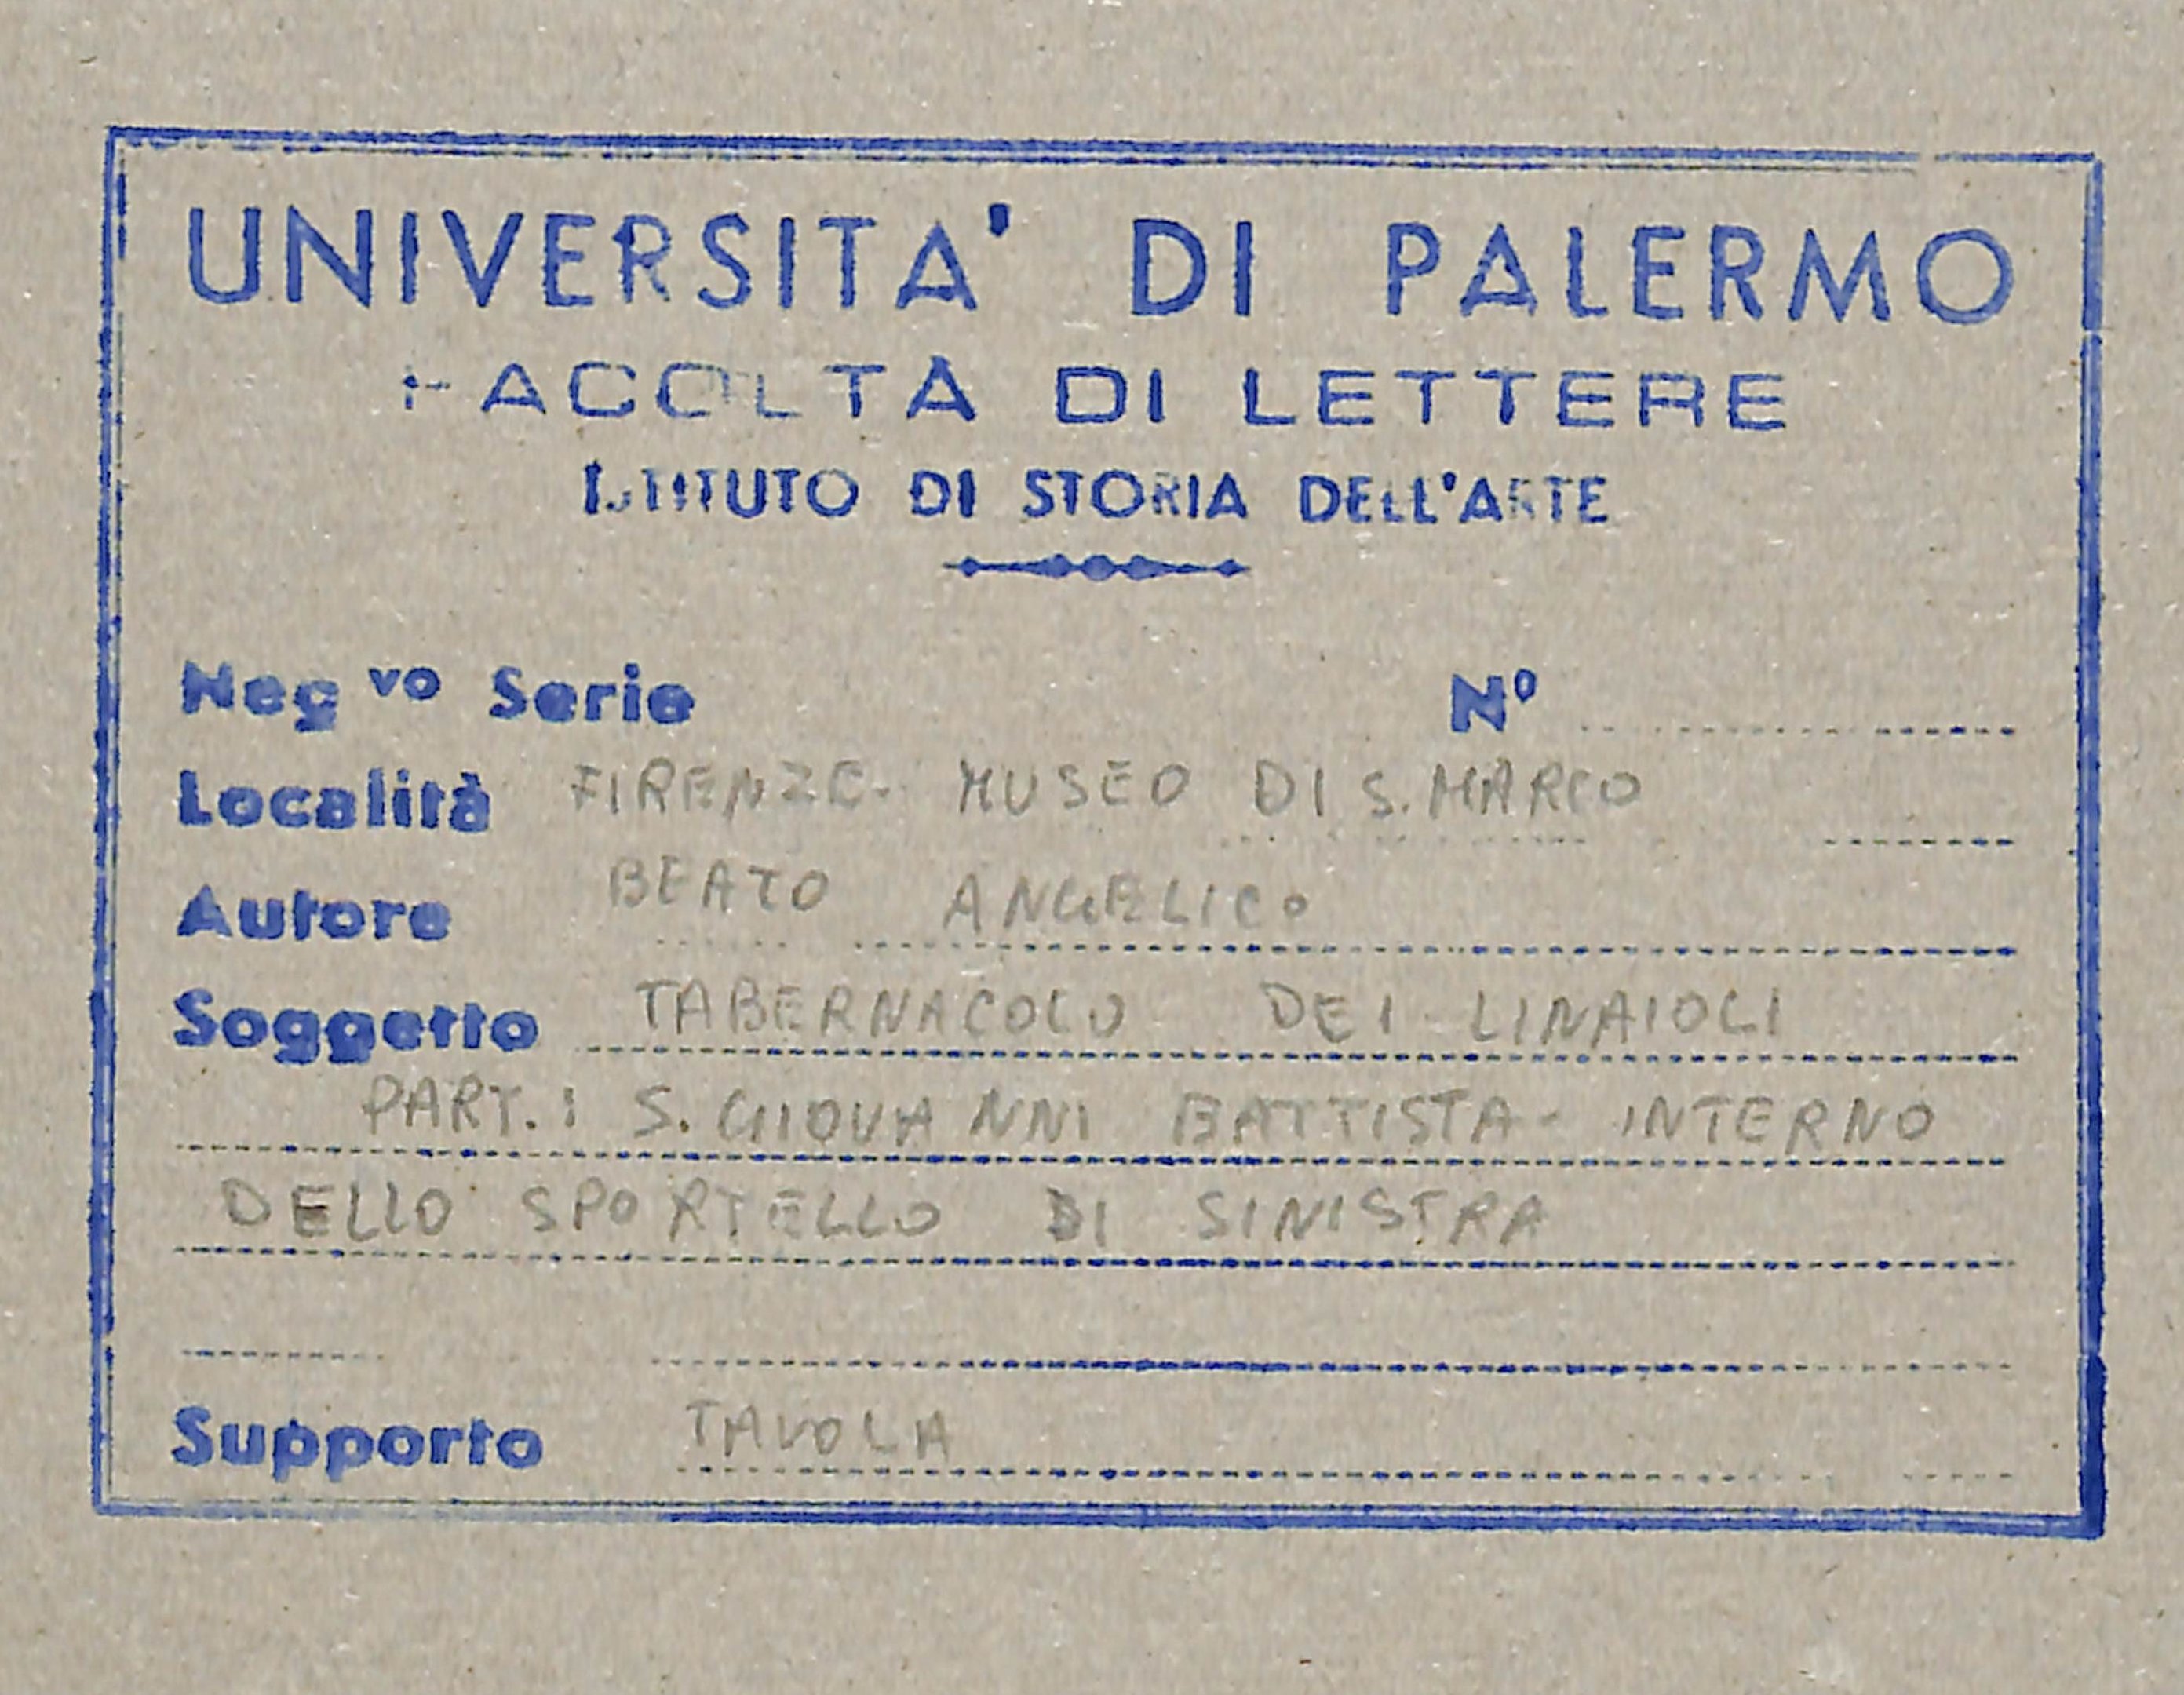 UNIVERSITA' DI PALERMO
FACOLTÀ DI LETTERE
ISTITUTO DI STORIA DELL'ARTE
Neg vo Serie N°
Località FIRENZE. MUSEO DI S. MARCO
Autore BEATO ANGELICO
Soggetto TABERNACOLO DEI LINAIOLI
PART.: S. GIOVANNI BATTISTA - INTERNO
DELLO SPORTELLO DI SINISTRA
Supporto TAVOLA